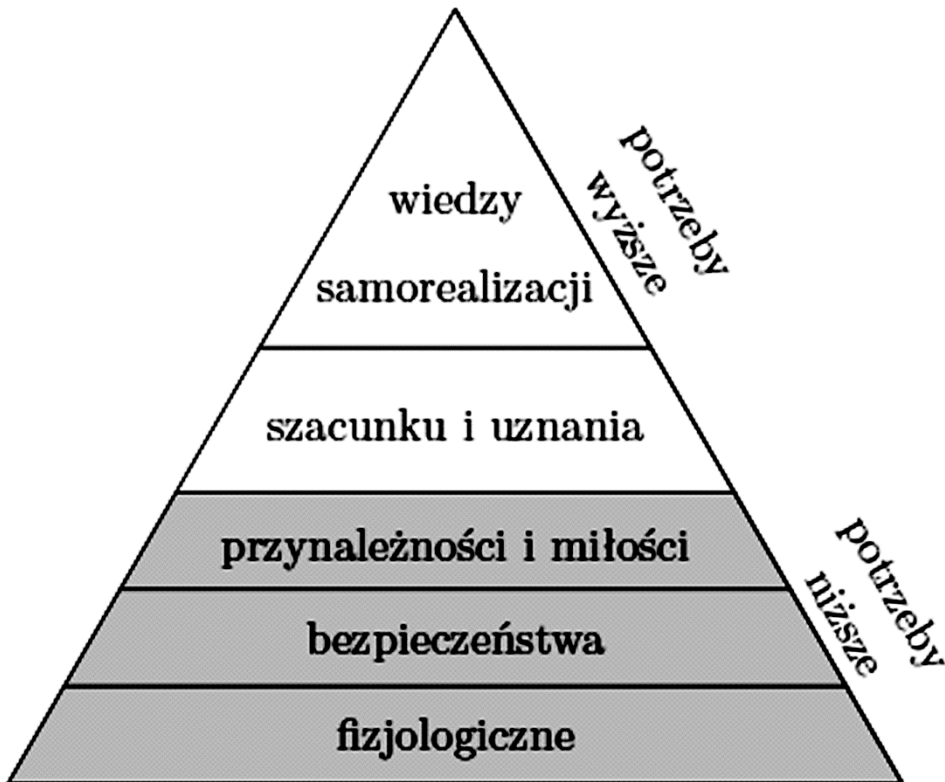 wiedzy
samorealizacji
szacunku i uznania
przynależności i miłości
bezpieczeństwa
fizjologiczne
potrzeby
wyższe
potrzeby
niższe